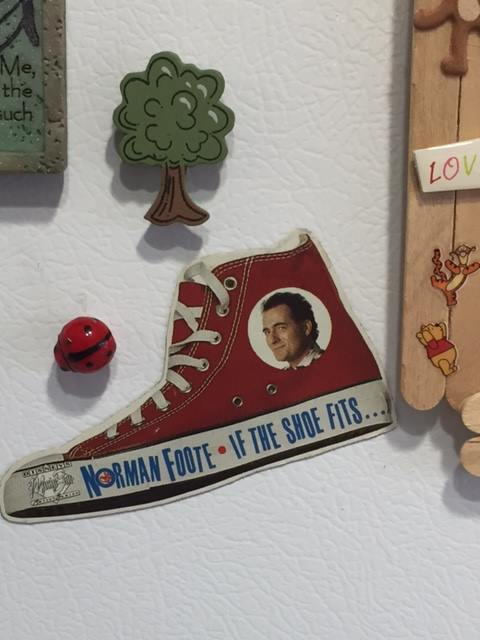 Me,
the
such
LOV
NORMAN FOOTE • IF THE SHOE FITS...